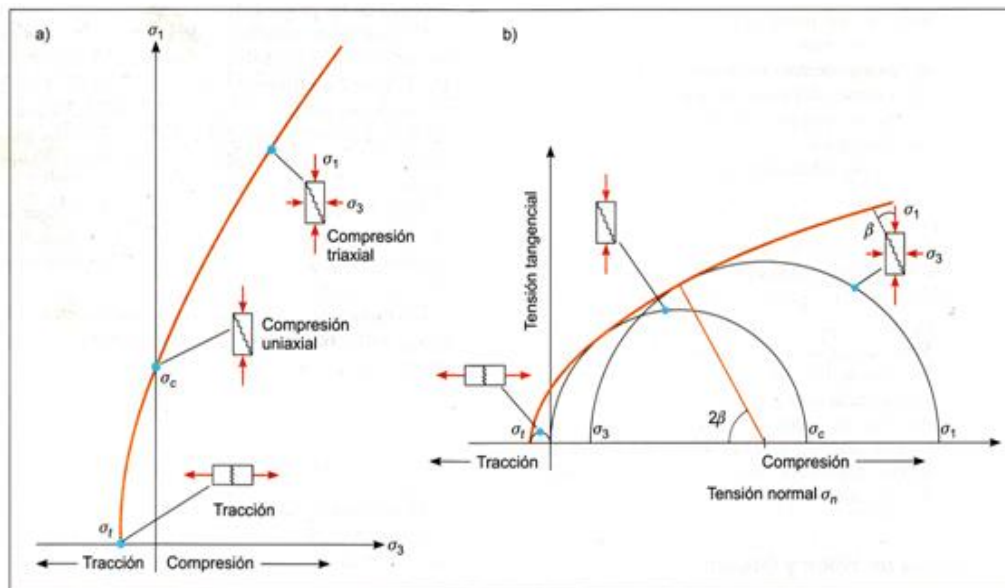 a)
σ₁
σ₁
σ₃
Compresión
triaxial
Compresión
uniaxial
σc
Tracción
σt
σ₃
Tracción
Compresión
b)
Tensión tangencial
σ₁
β
σ₃
2β
σt
σ₃
σc
σ₁
Tracción
Compresión
Tensión normal σn